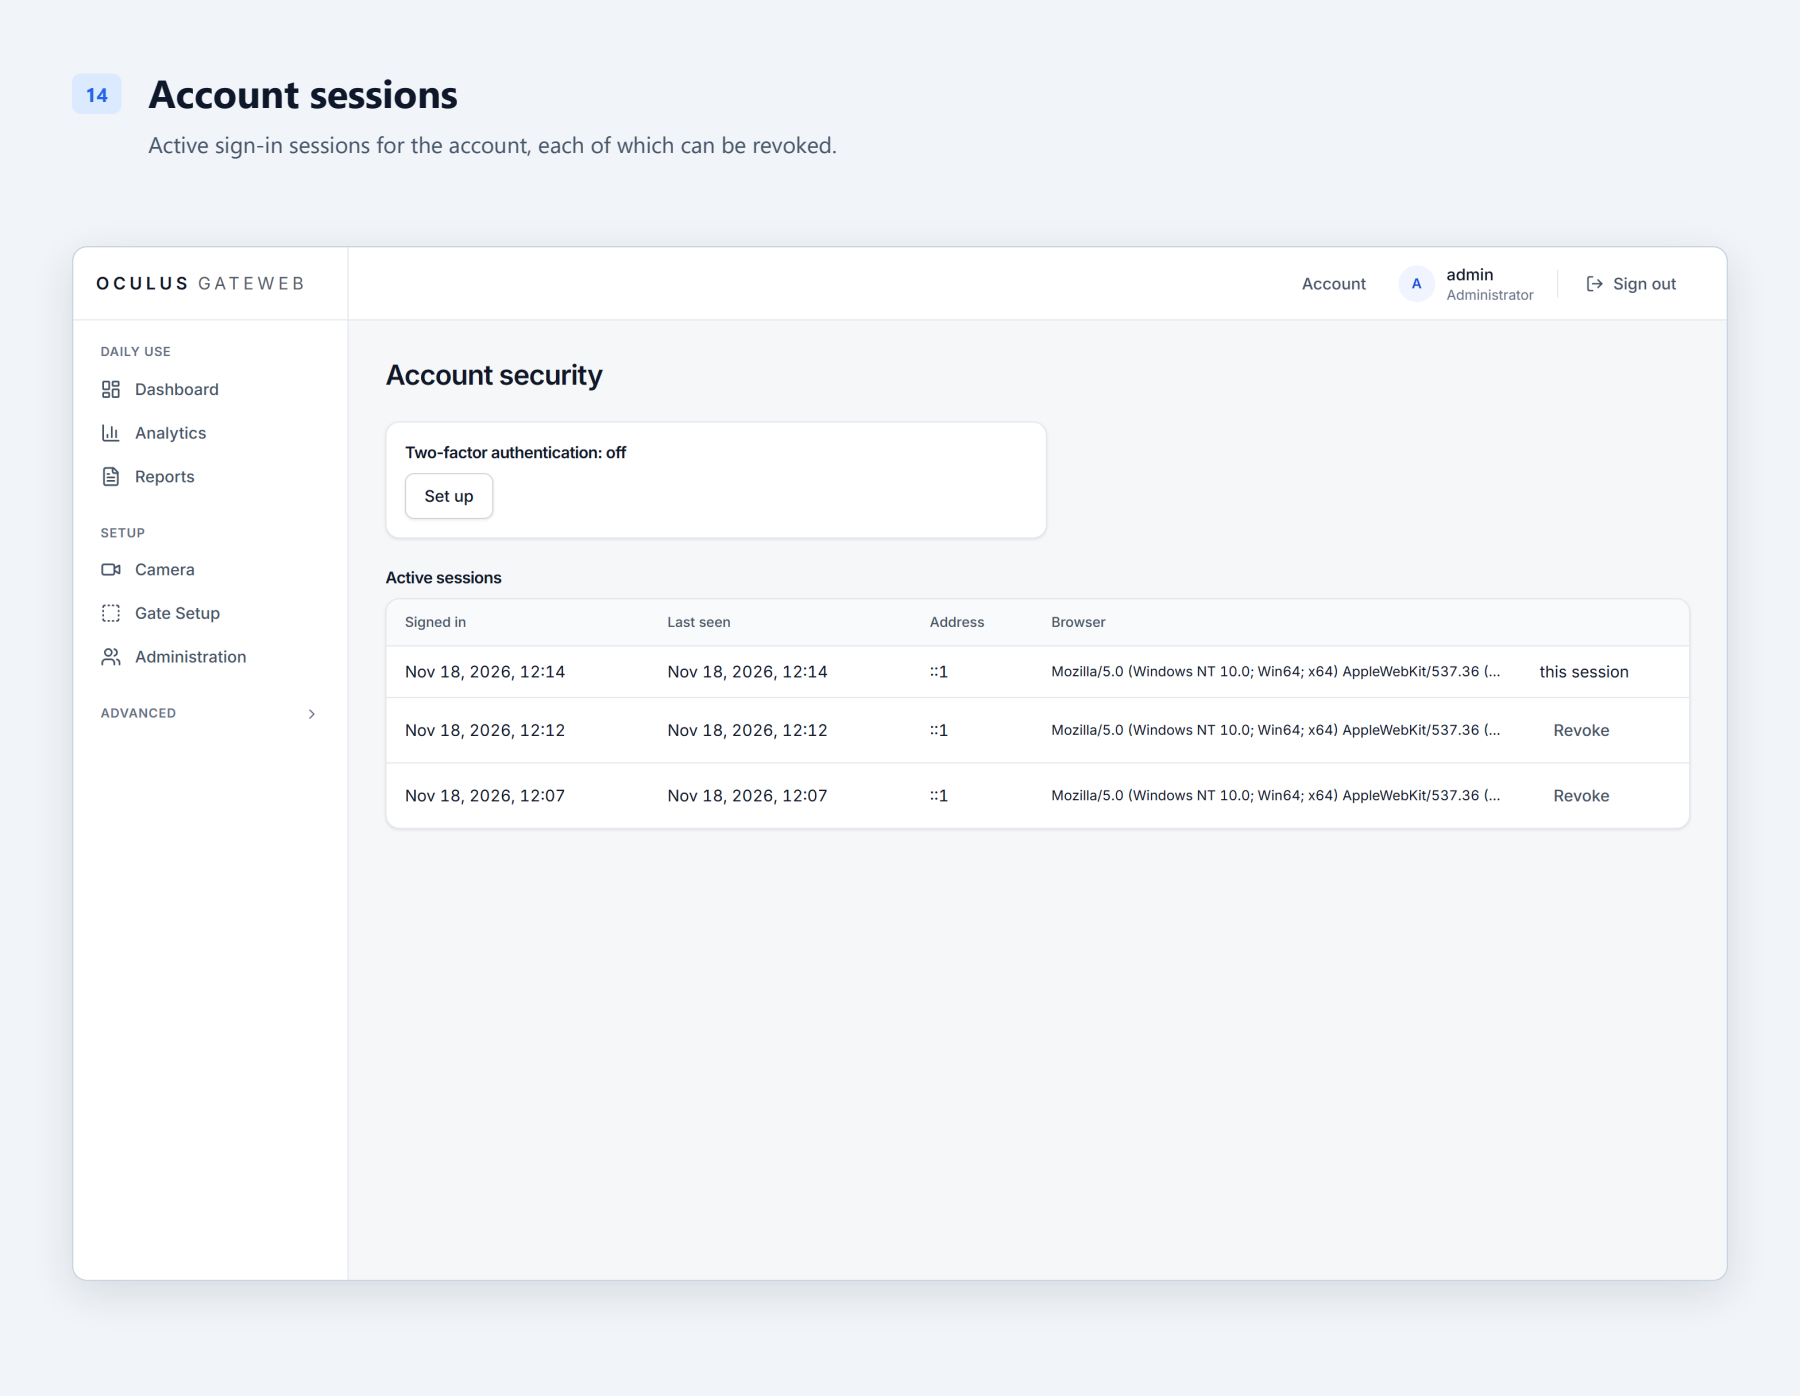 14
Account sessions
Active sign-in sessions for the account, each of which can be revoked.
OCULUS GATEWEB
Account
A
admin
Administrator
Sign out
DAILY USE
Dashboard
Analytics
Reports
SETUP
Camera
Gate Setup
Administration
ADVANCED
Account security
Two-factor authentication: off
Set up
Active sessions
Signed in Last seen Address Browser
Nov 18, 2026, 12:14 Nov 18, 2026, 12:14 ::1 Mozilla/5.0 (Windows NT 10.0; Win64; x64) AppleWebKit/537.36 (... this session
Nov 18, 2026, 12:12 Nov 18, 2026, 12:12 ::1 Mozilla/5.0 (Windows NT 10.0; Win64; x64) AppleWebKit/537.36 (... Revoke
Nov 18, 2026, 12:07 Nov 18, 2026, 12:07 ::1 Mozilla/5.0 (Windows NT 10.0; Win64; x64) AppleWebKit/537.36 (... Revoke